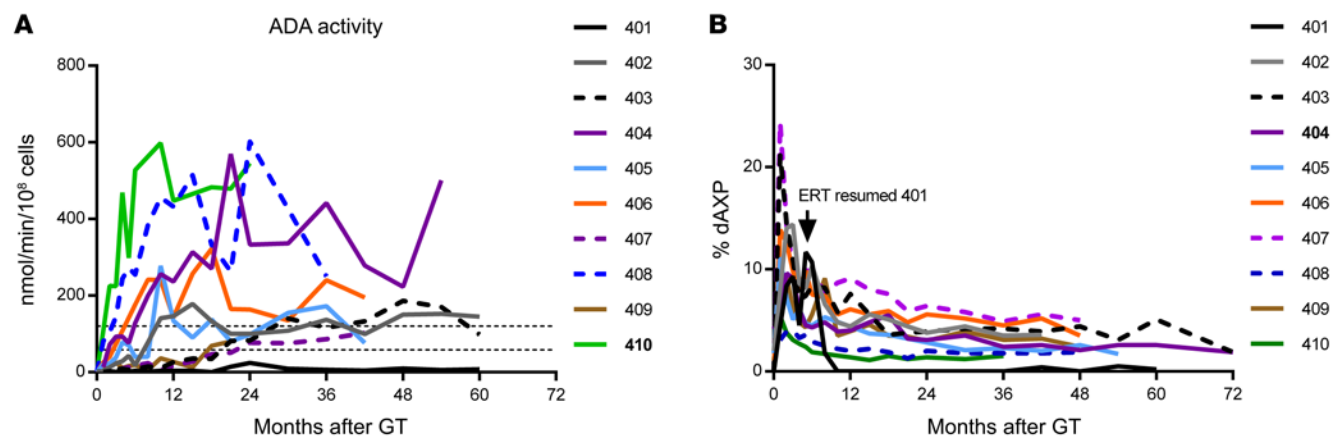 A
ADA activity
nmol/min/10⁸ cells
800
600
400
200
0
0 12 24 36 48 60 72
Months after GT
401
402
403
404
405
406
407
408
409
410
B
% dAXP
30
20
10
0
ERT resumed 401
0 12 24 36 48 60 72
Months after GT
401
402
403
404
405
406
407
408
409
410